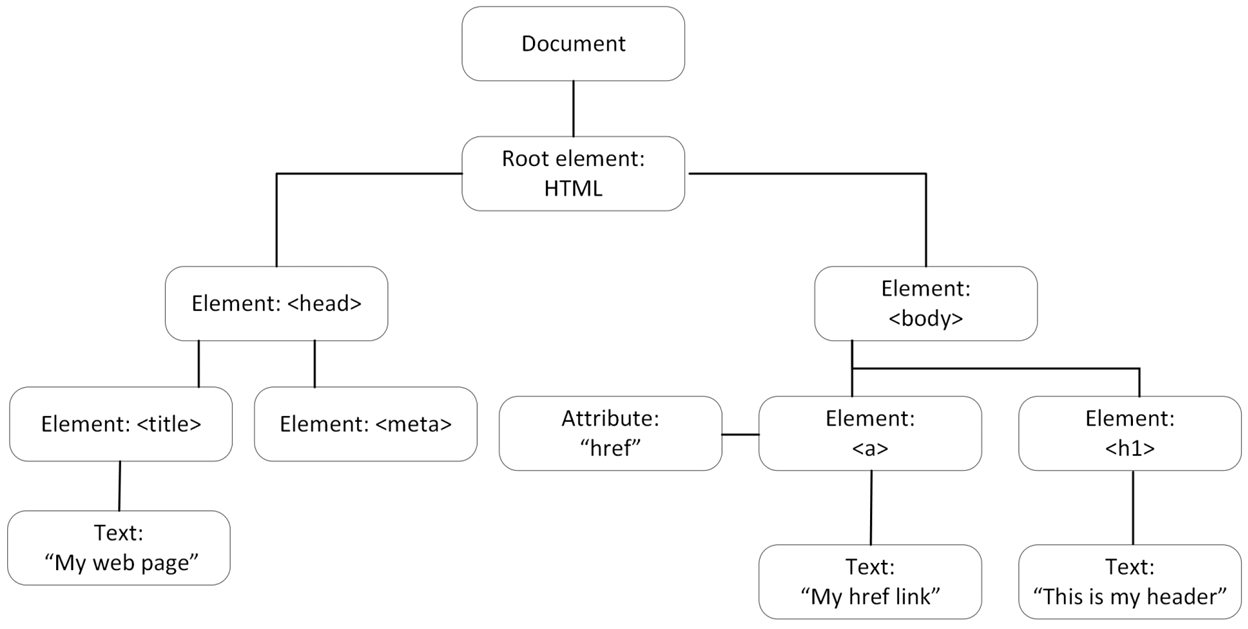 Document
Root element:
HTML
Element: <head>
Element:
<body>
Element: <title>
Element: <meta>
Attribute:
“href”
Element:
<a>
Element:
<h1>
Text:
“My web page”
Text:
“My href link”
Text:
“This is my header”